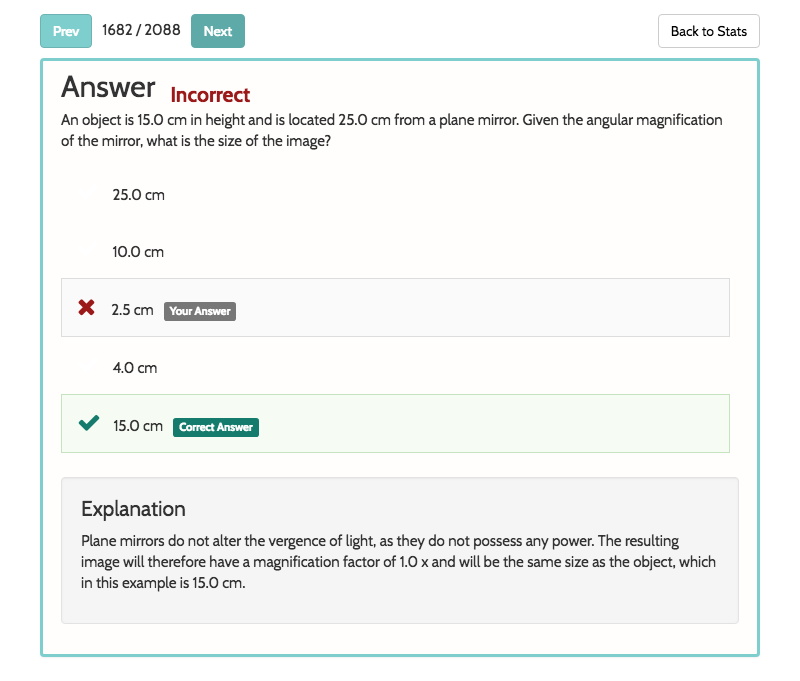 Prev 1682 / 2088 Next Back to Stats
Answer Incorrect
An object is 15.0 cm in height and is located 25.0 cm from a plane mirror. Given the angular magnification
of the mirror, what is the size of the image?
25.0 cm
10.0 cm
2.5 cm Your Answer
4.0 cm
15.0 cm Correct Answer
Explanation
Plane mirrors do not alter the vergence of light, as they do not possess any power. The resulting
image will therefore have a magnification factor of 1.0 x and will be the same size as the object, which
in this example is 15.0 cm.